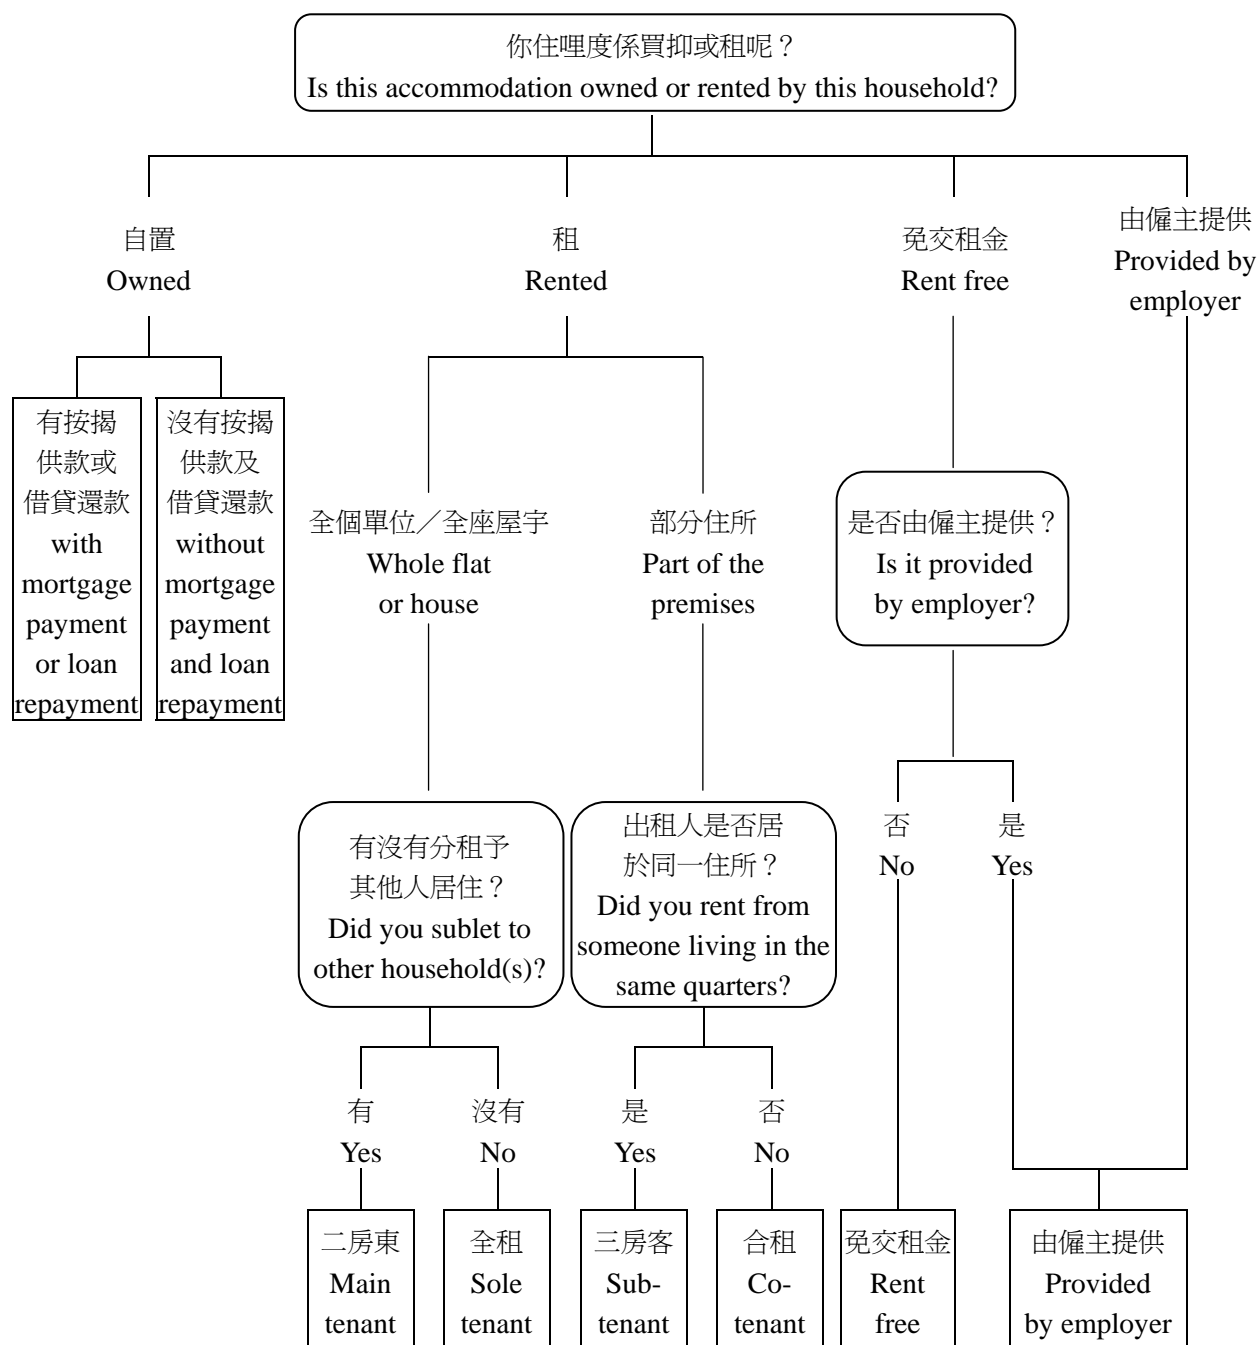 你住哩度係買抑或租呢？
Is this accommodation owned or rented by this household?
自置
Owned
租
Rented
免交租金
Rent free
由僱主提供
Provided by
employer
有按揭
供款或
借貸還款
with
mortgage
payment
or loan
repayment
沒有按揭
供款及
借貸還款
without
mortgage
payment
and loan
repayment
全個單位／全座屋宇
Whole flat
or house
部分住所
Part of the
premises
是否由僱主提供？
Is it provided
by employer?
有沒有分租予
其他人居住？
Did you sublet to
other household(s)?
出租人是否居
於同一住所？
Did you rent from
someone living in the
same quarters?
否
No
是
Yes
有
Yes
沒有
No
是
Yes
否
No
二房東
Main
tenant
全租
Sole
tenant
三房客
Sub-
tenant
合租
Co-
tenant
免交租金
Rent
free
由僱主提供
Provided
by employer